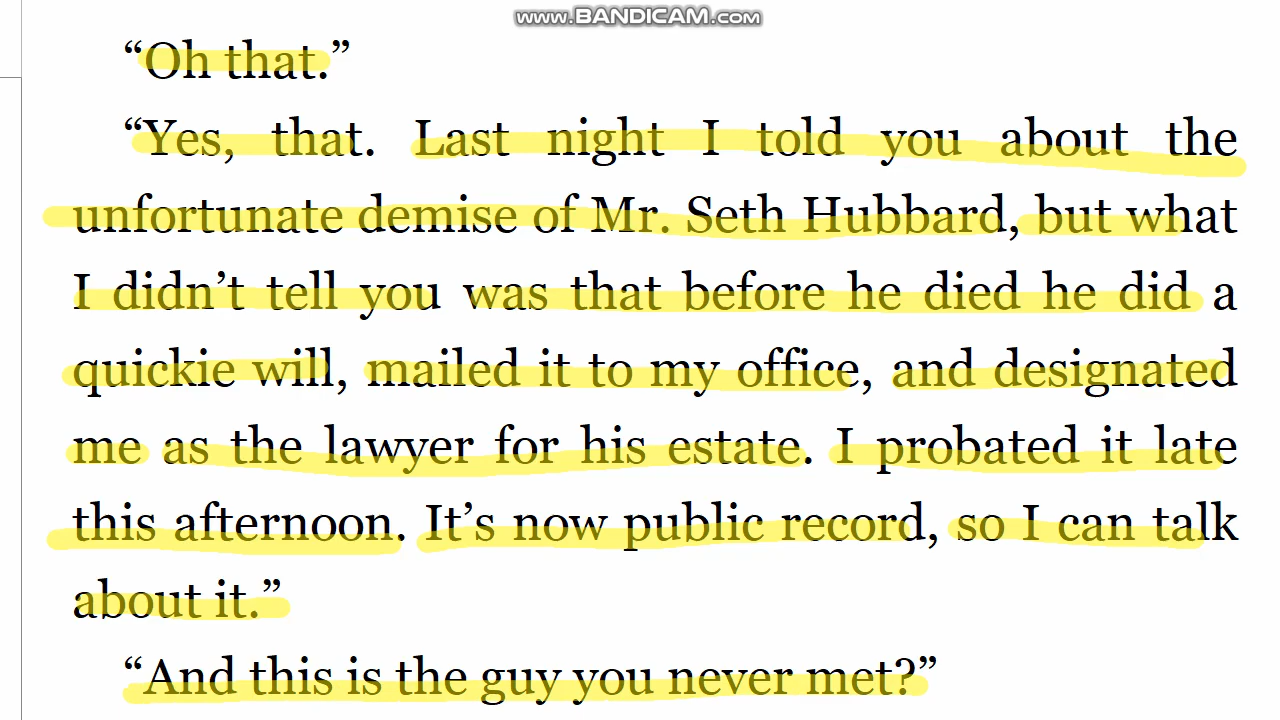 www.BANDICAM.com
“Oh that.”
“Yes, that. Last night I told you about the
unfortunate demise of Mr. Seth Hubbard, but what
I didn’t tell you was that before he died he did a
quickie will, mailed it to my office, and designated
me as the lawyer for his estate. I probated it late
this afternoon. It’s now public record, so I can talk
about it.”
“And this is the guy you never met?”